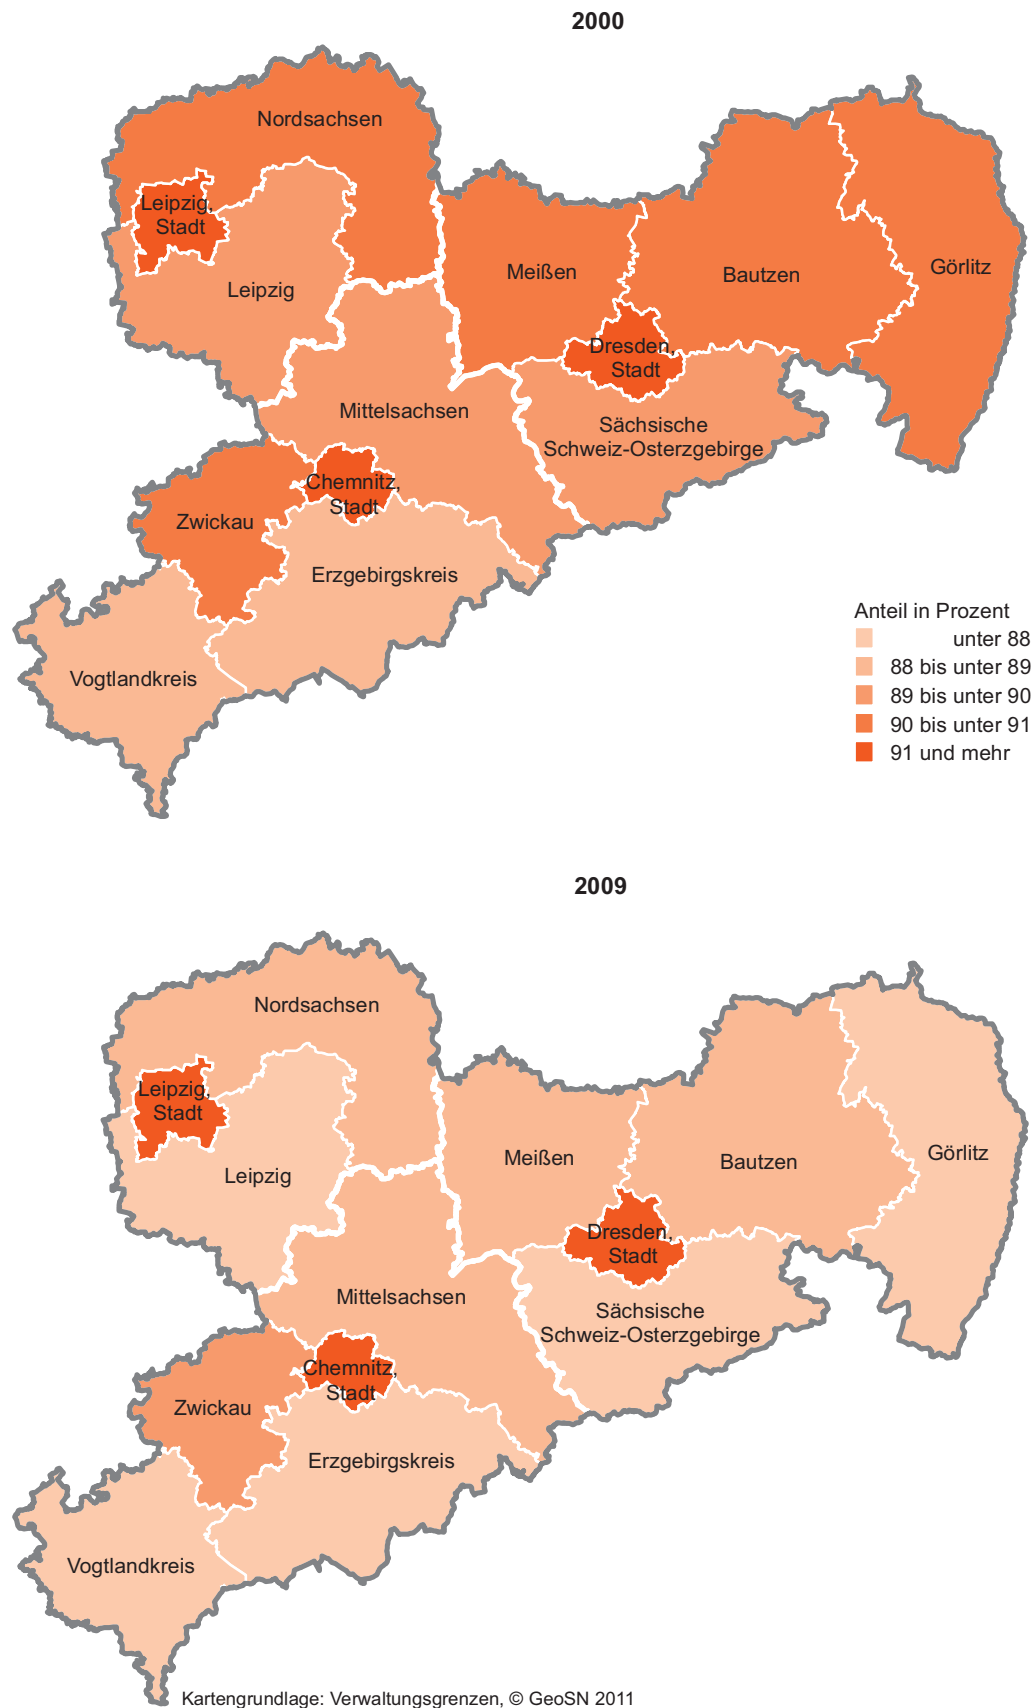 2000
Nordsachsen
Leipzig,
Stadt
Leipzig
Meißen
Bautzen
Görlitz
Dresden,
Stadt
Mittelsachsen
Sächsische
Schweiz-Osterzgebirge
Chemnitz,
Stadt
Zwickau
Erzgebirgskreis
Vogtlandkreis
Anteil in Prozent
unter 88
88 bis unter 89
89 bis unter 90
90 bis unter 91
91 und mehr
2009
Nordsachsen
Leipzig,
Stadt
Leipzig
Meißen
Bautzen
Görlitz
Dresden,
Stadt
Mittelsachsen
Sächsische
Schweiz-Osterzgebirge
Chemnitz,
Stadt
Zwickau
Erzgebirgskreis
Vogtlandkreis
Kartengrundlage: Verwaltungsgrenzen, © GeoSN 2011